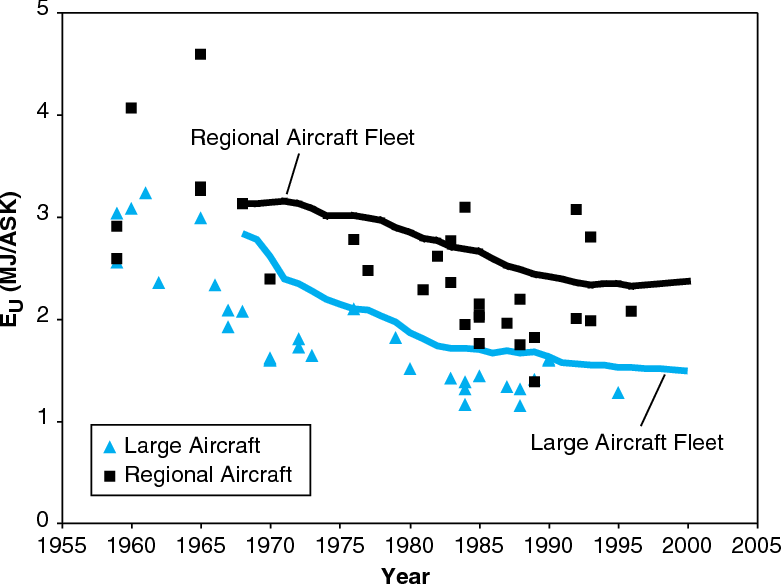 5
4
3
2
1
0
E_U (MJ/ASK)
Regional Aircraft Fleet
Large Aircraft Fleet
Large Aircraft
Regional Aircraft
1955 1960 1965 1970 1975 1980 1985 1990 1995 2000 2005
Year